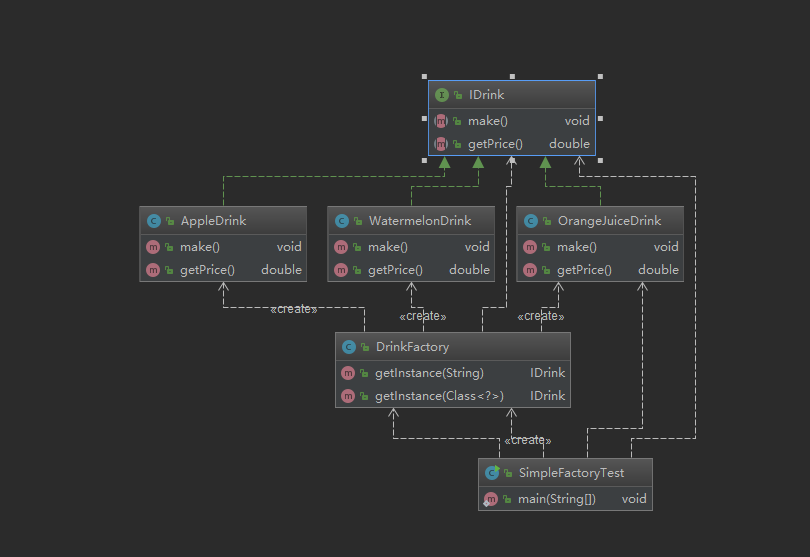 IDrink
make() void
getPrice() double
AppleDrink
make() void
getPrice() double
WatermelonDrink
make() void
getPrice() double
OrangeJuiceDrink
make() void
getPrice() double
«create»
«create»
«create»
DrinkFactory
getInstance(String) IDrink
getInstance(Class<?>) IDrink
«create»
SimpleFactoryTest
main(String[]) void